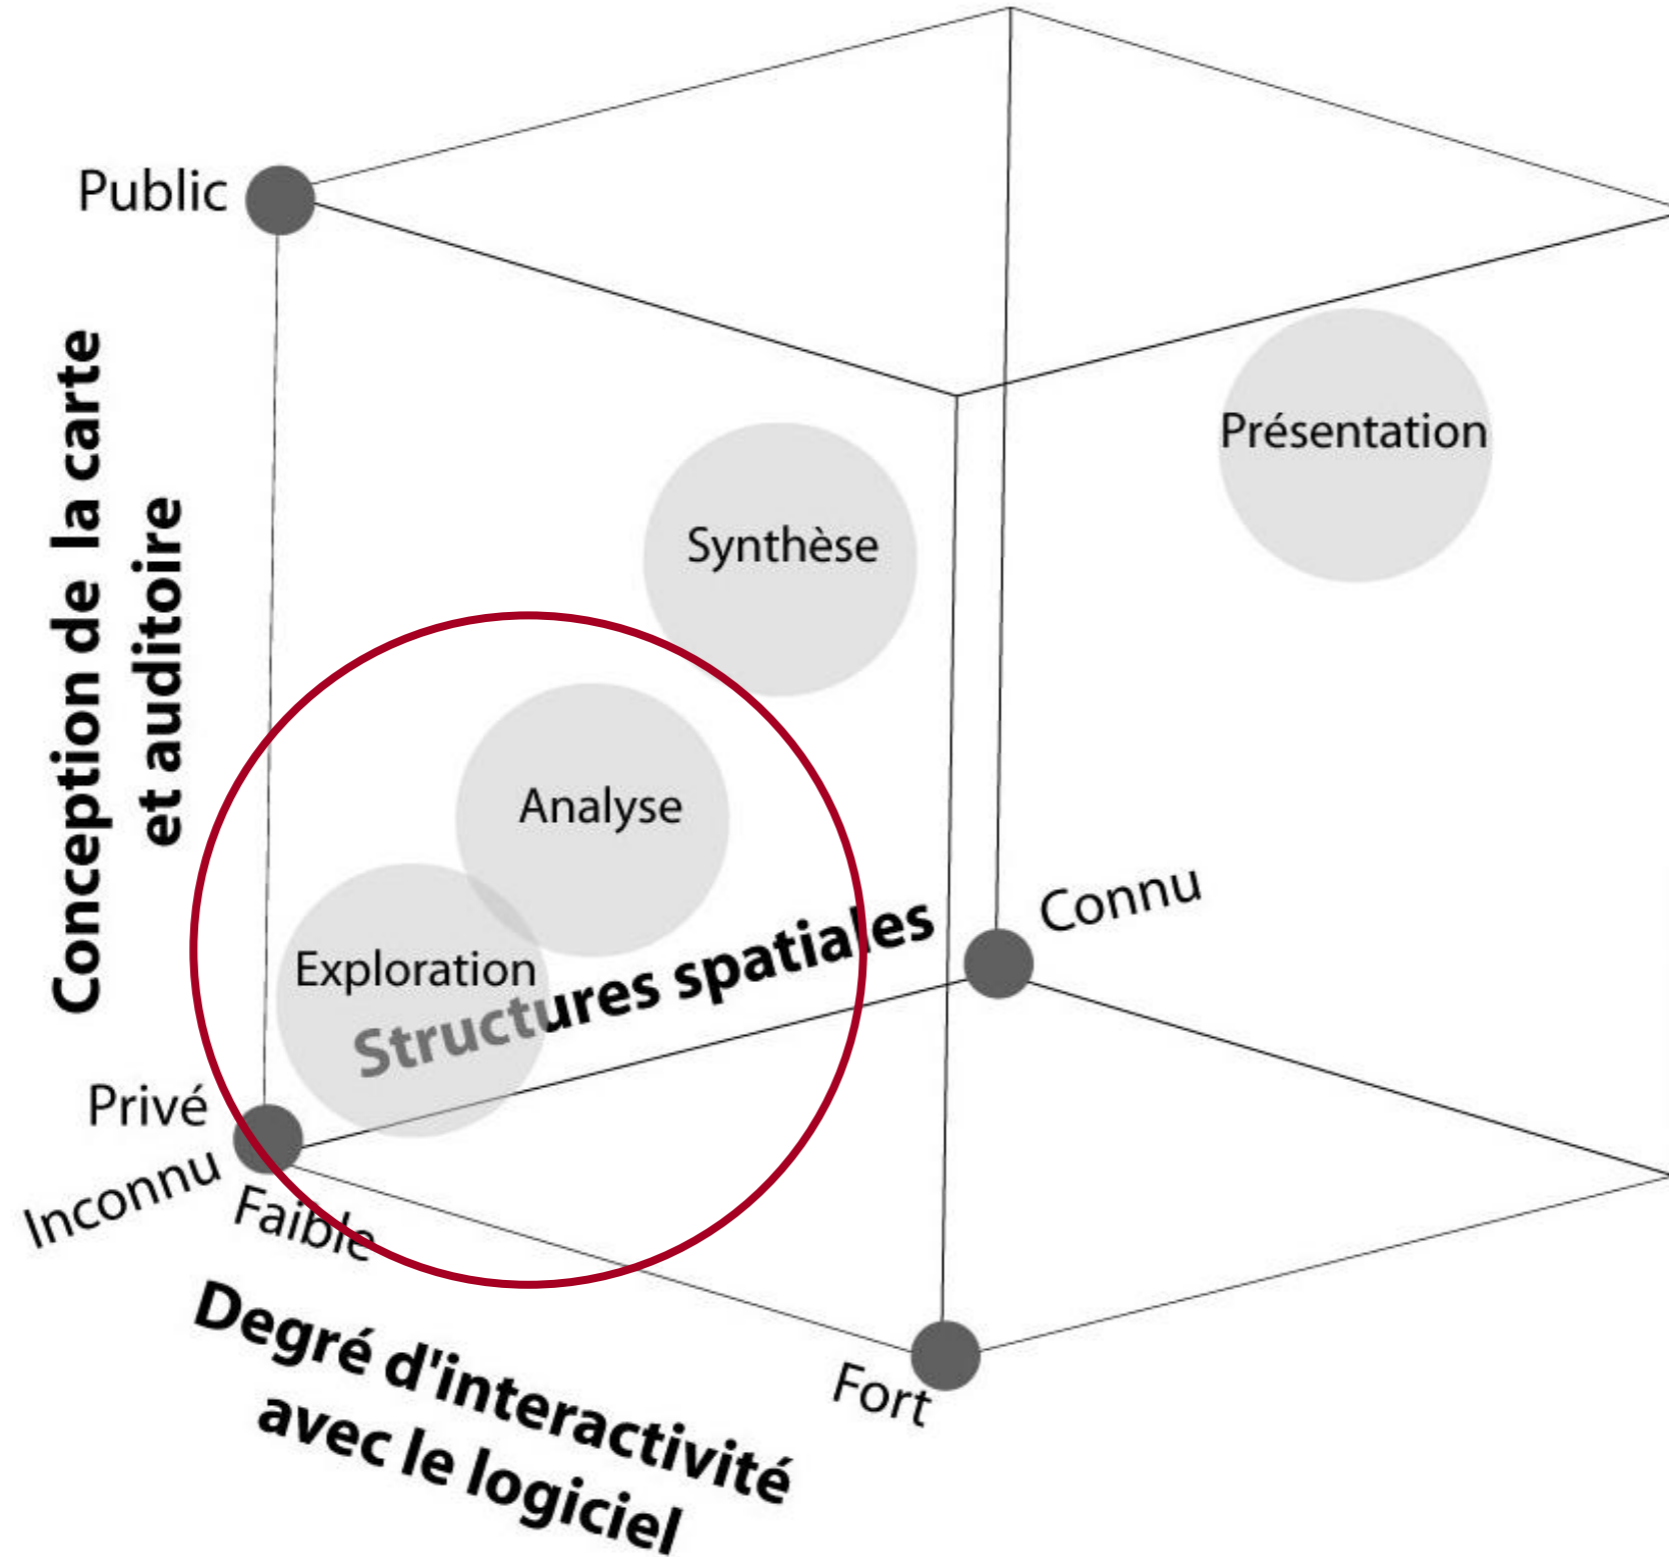 Public
Conception de la carte
et auditoire
Présentation
Synthèse
Analyse
Exploration
Structures spatiales
Connu
Privé
Inconnu
Faible
Fort
Degré d'interactivité
avec le logiciel